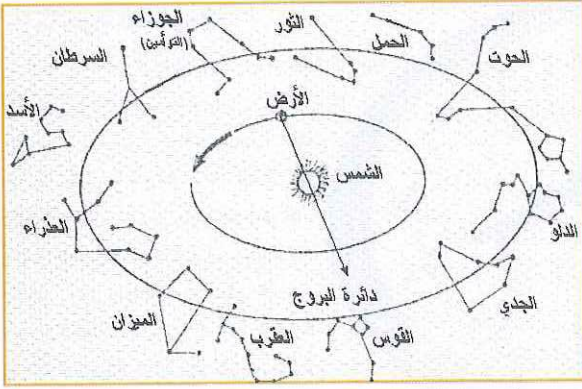 الحوت
الحمل
الثور
الجوزاء
(التوأمين)
السرطان
الأسد
العذراء
الميزان
العقرب
القوس
الجدي
الدلو
الأرض
الشمس
دائرة البروج